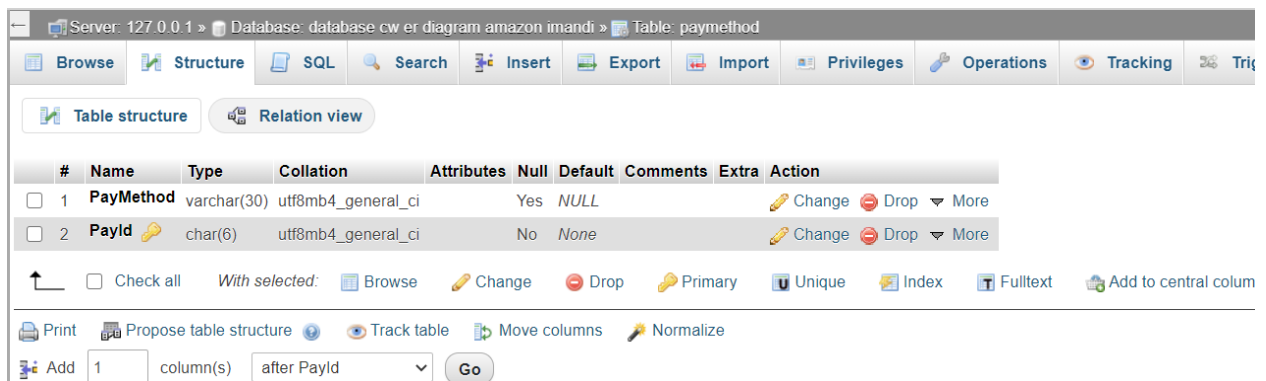 ← Server: 127.0.0.1 » Database: database cw er diagram amazon imandi » Table: paymethod
Browse Structure SQL Search Insert Export Import Privileges Operations Tracking Trig
Table structure Relation view
# Name Type Collation Attributes Null Default Comments Extra Action
1 PayMethod varchar(30) utf8mb4_general_ci Yes NULL Change Drop More
2 PayId char(6) utf8mb4_general_ci No None Change Drop More
Check all With selected: Browse Change Drop Primary U Unique Index T Fulltext Add to central colum
Print Propose table structure ? Track table Move columns Normalize
Add 1 column(s) after PayId Go